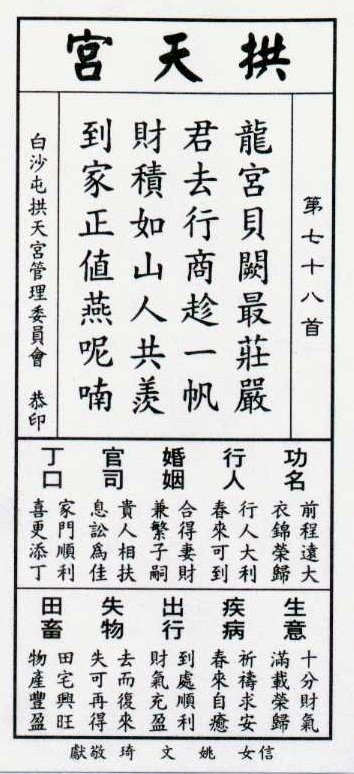 拱天宮
第七十八首
龍宮貝闕最莊嚴
君去行商趁一帆
財積如山人共羨
到家正值燕呢喃
白沙屯拱天宮管理委員會 恭印
功名
前程遠大
衣錦榮歸
行人
行人大利
春來可到
婚姻
合得妻財
兼繁子嗣
官司
貴人相扶
息訟為佳
丁口
家門順利
喜更添丁
生意
十分財氣
滿載榮歸
疾病
祈禱求安
春來自癒
出行
到處順利
財氣充盈
失物
去而復來
失可再得
田畜
田宅興旺
物產豐盈
信女 姚文琦 敬獻